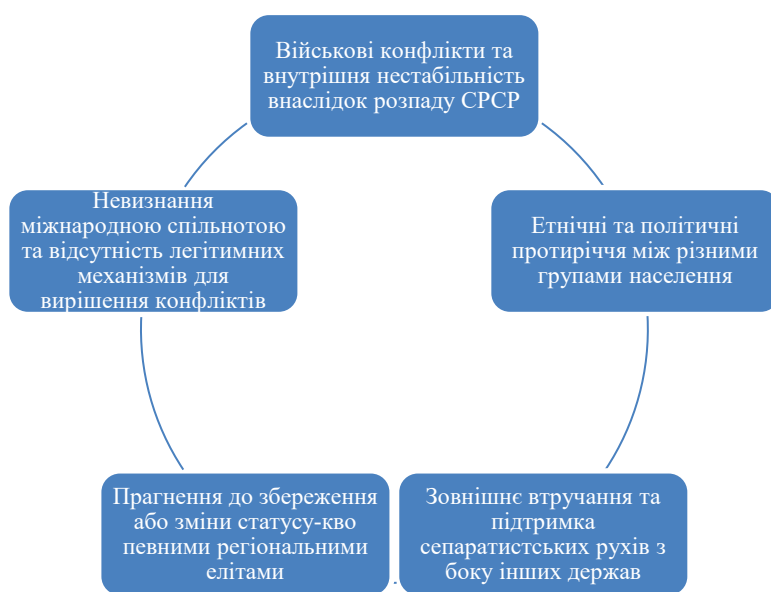 Військові конфлікти та
внутрішня нестабільність
внаслідок розпаду СРСР
Етнічні та політичні
протиріччя між різними
групами населення
Зовнішнє втручання та
підтримка
сепаратистських рухів з
боку інших держав
Прагнення до збереження
або зміни статусу-кво
певними регіональними
елітами
Невизнання
міжнародною спільнотою
та відсутність легітимних
механізмів для
вирішення конфліктів